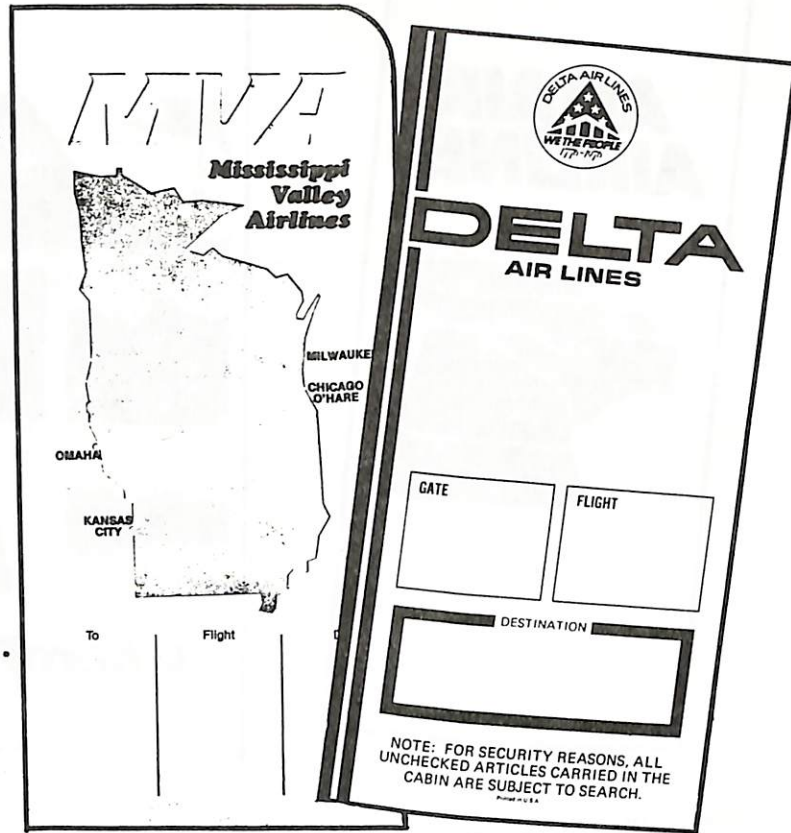 MVA
Mississippi
Valley
Airlines
MILWAUKE
CHICAGO
O'HARE
OMAHA
KANSAS
CITY
To Flight
DELTA AIR LINES
WE THE PEOPLE
DELTA
AIR LINES
GATE
FLIGHT
DESTINATION
NOTE: FOR SECURITY REASONS, ALL
UNCHECKED ARTICLES CARRIED IN THE
CABIN ARE SUBJECT TO SEARCH.
Printed in U.S.A.